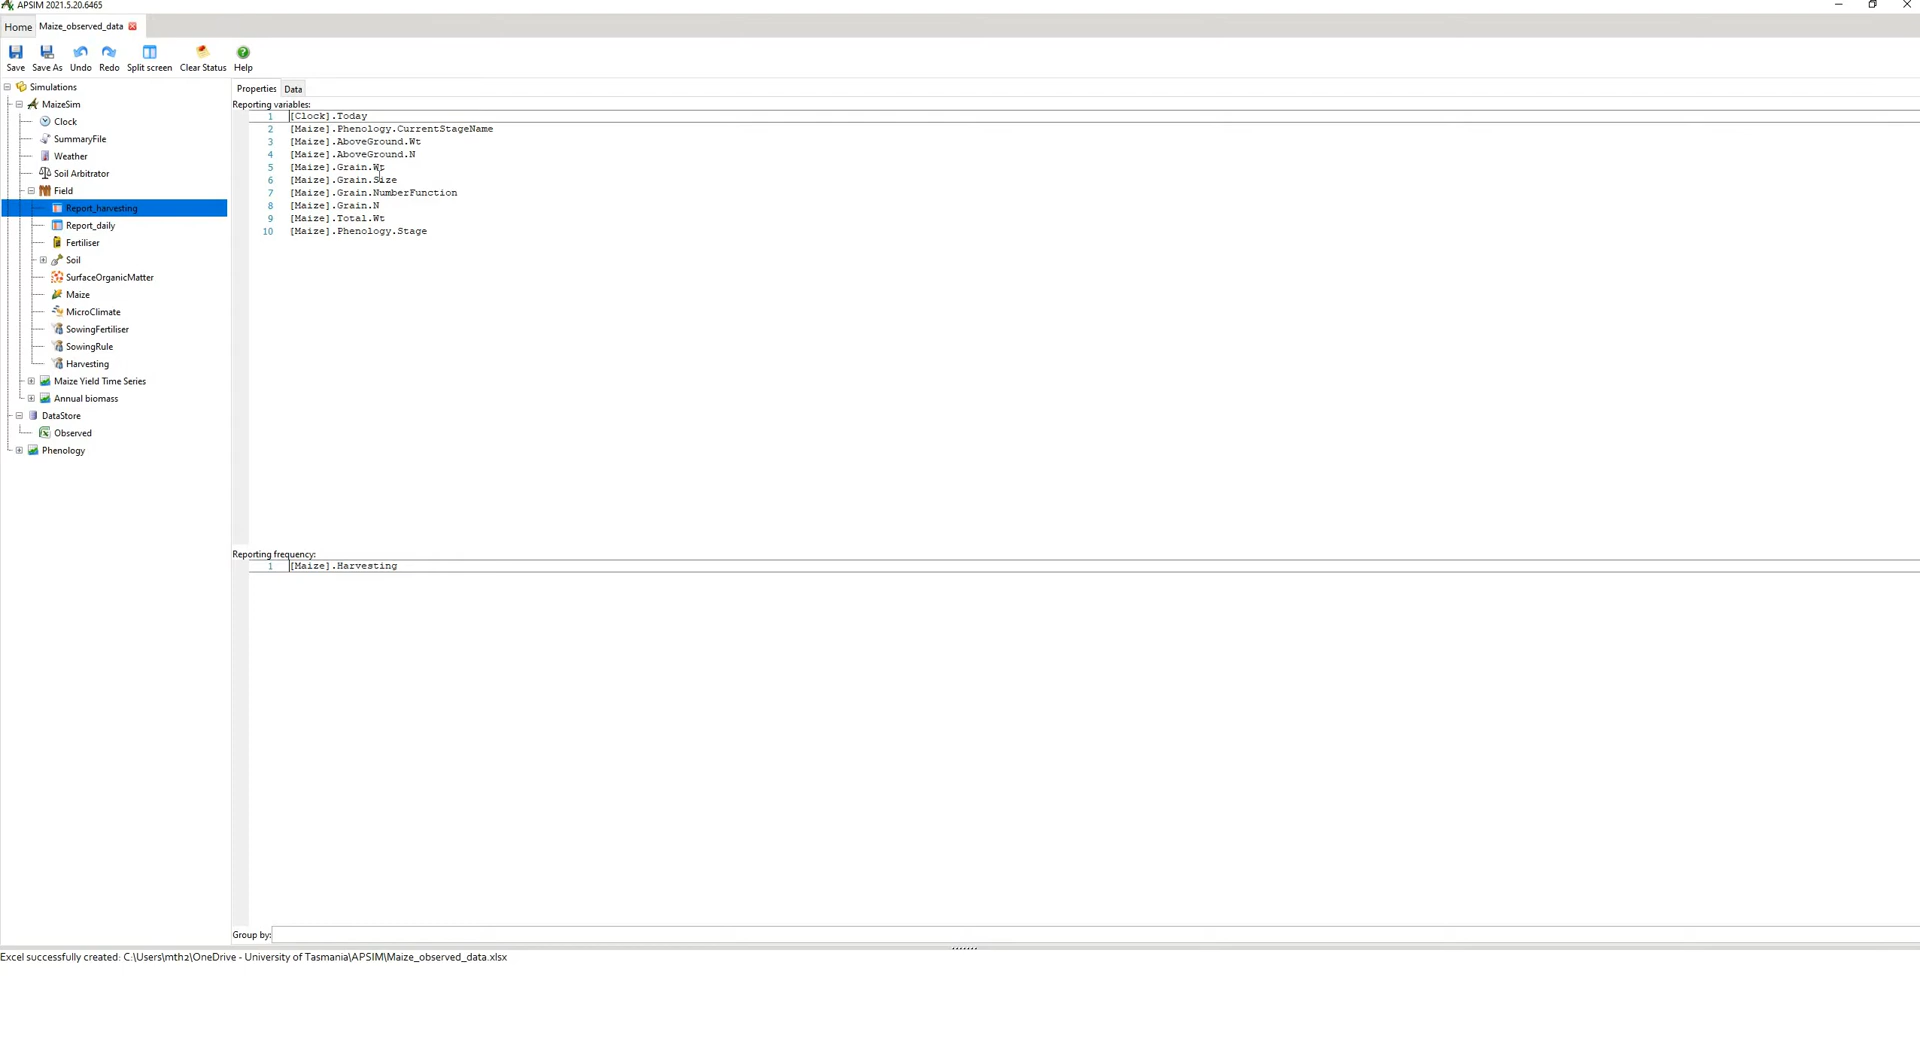 APSIM 2021.5.20.6465
Home Maize_observed_data
Save Save As Undo Redo Split screen Clear Status Help
Simulations
MaizeSim
Clock
SummaryFile
Weather
Soil Arbitrator
Field
Report_harvesting
Report_daily
Fertiliser
Soil
SurfaceOrganicMatter
Maize
MicroClimate
SowingFertiliser
SowingRule
Harvesting
Maize Yield Time Series
Annual biomass
DataStore
Observed
Phenology
Properties Data
Reporting variables:
1 [Clock].Today
2 [Maize].Phenology.CurrentStageName
3 [Maize].AboveGround.Wt
4 [Maize].AboveGround.N
5 [Maize].Grain.Wt
6 [Maize].Grain.Size
7 [Maize].Grain.NumberFunction
8 [Maize].Grain.N
9 [Maize].Total.Wt
10 [Maize].Phenology.Stage
Reporting frequency:
1 [Maize].Harvesting
Group by:
Excel successfully created: C:\Users\mth2\OneDrive - University of Tasmania\APSIM\Maize_observed_data.xlsx